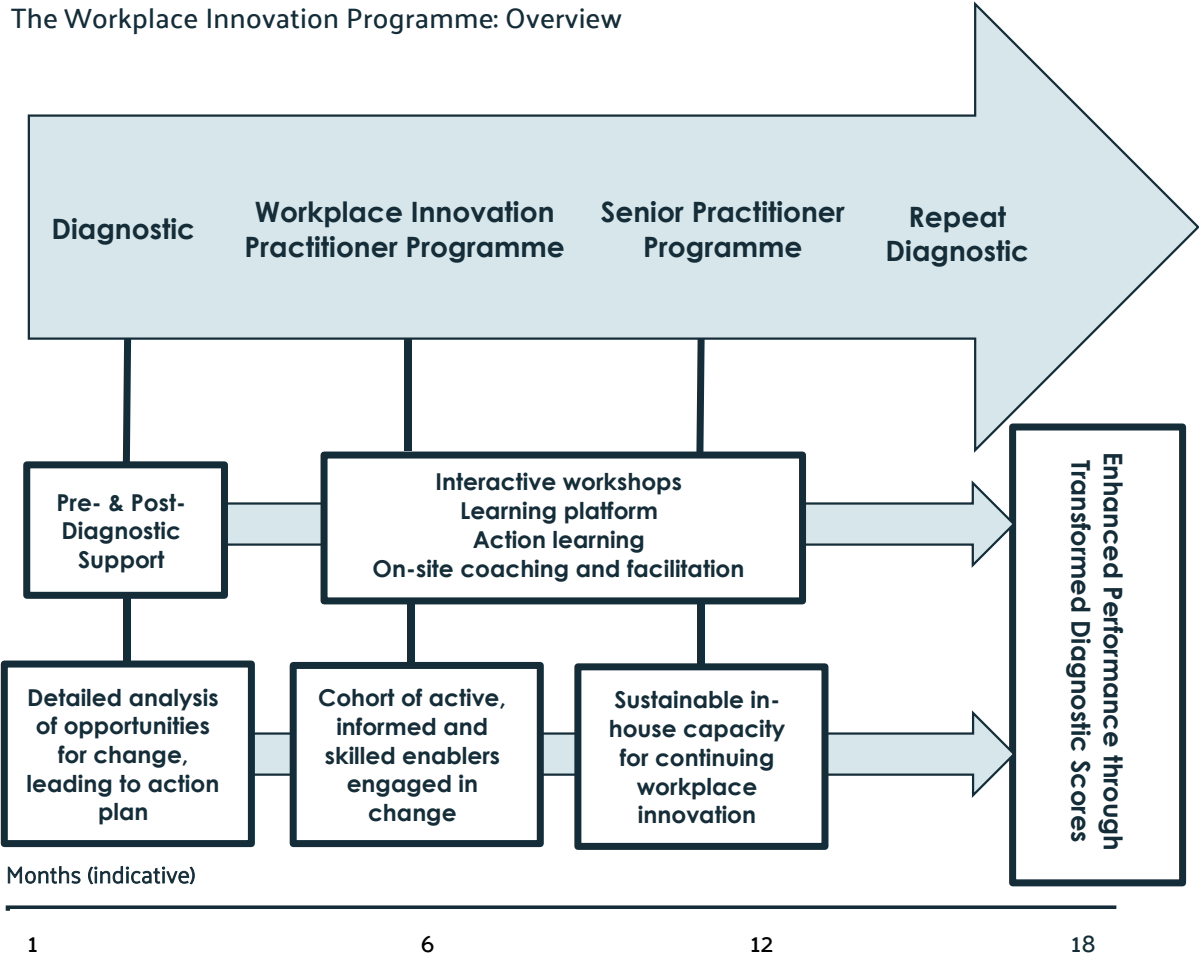 The Workplace Innovation Programme: Overview
Diagnostic
Workplace Innovation
Practitioner Programme
Senior Practitioner
Programme
Repeat
Diagnostic
Pre- & Post-
Diagnostic
Support
Interactive workshops
Learning platform
Action learning
On-site coaching and facilitation
Detailed analysis
of opportunities
for change,
leading to action
plan
Cohort of active,
informed and
skilled enablers
engaged in
change
Sustainable in-
house capacity
for continuing
workplace
innovation
Enhanced Performance through
Transformed Diagnostic Scores
Months (indicative)
1 6 12 18